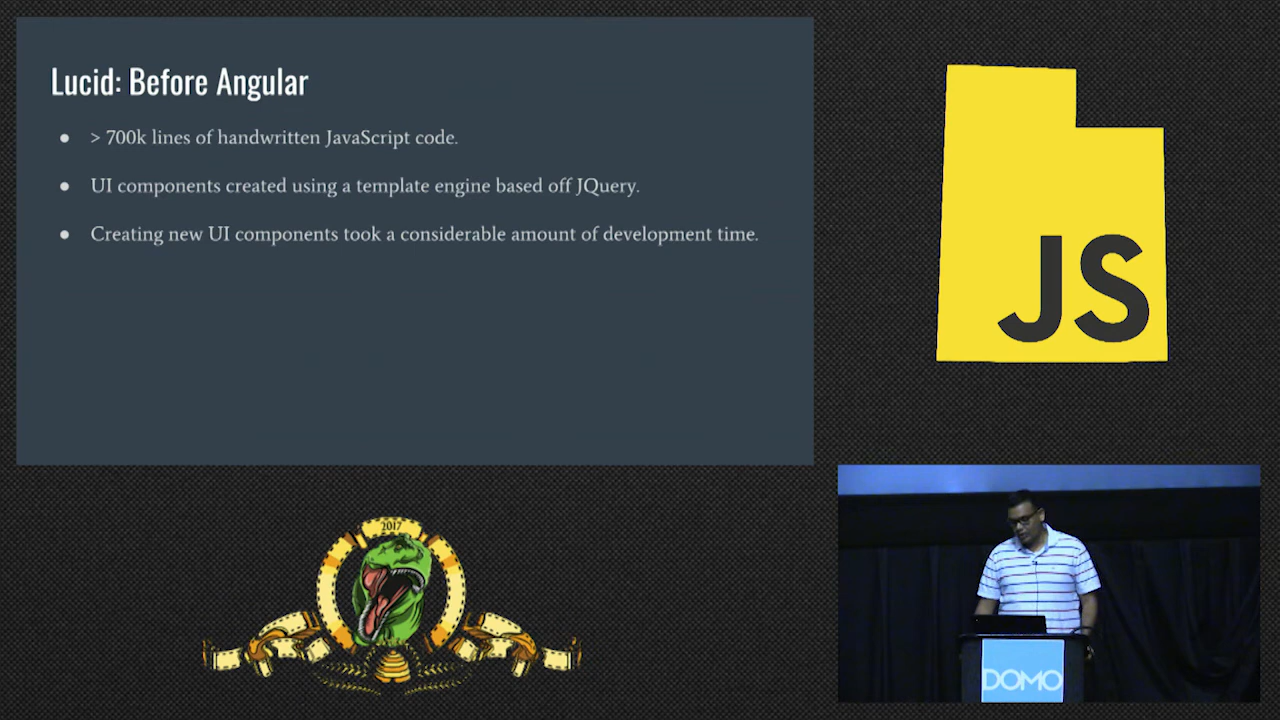 Lucid: Before Angular
● > 700k lines of handwritten JavaScript code.
● UI components created using a template engine based off JQuery.
● Creating new UI components took a considerable amount of development time.
JS
2017
DOMO